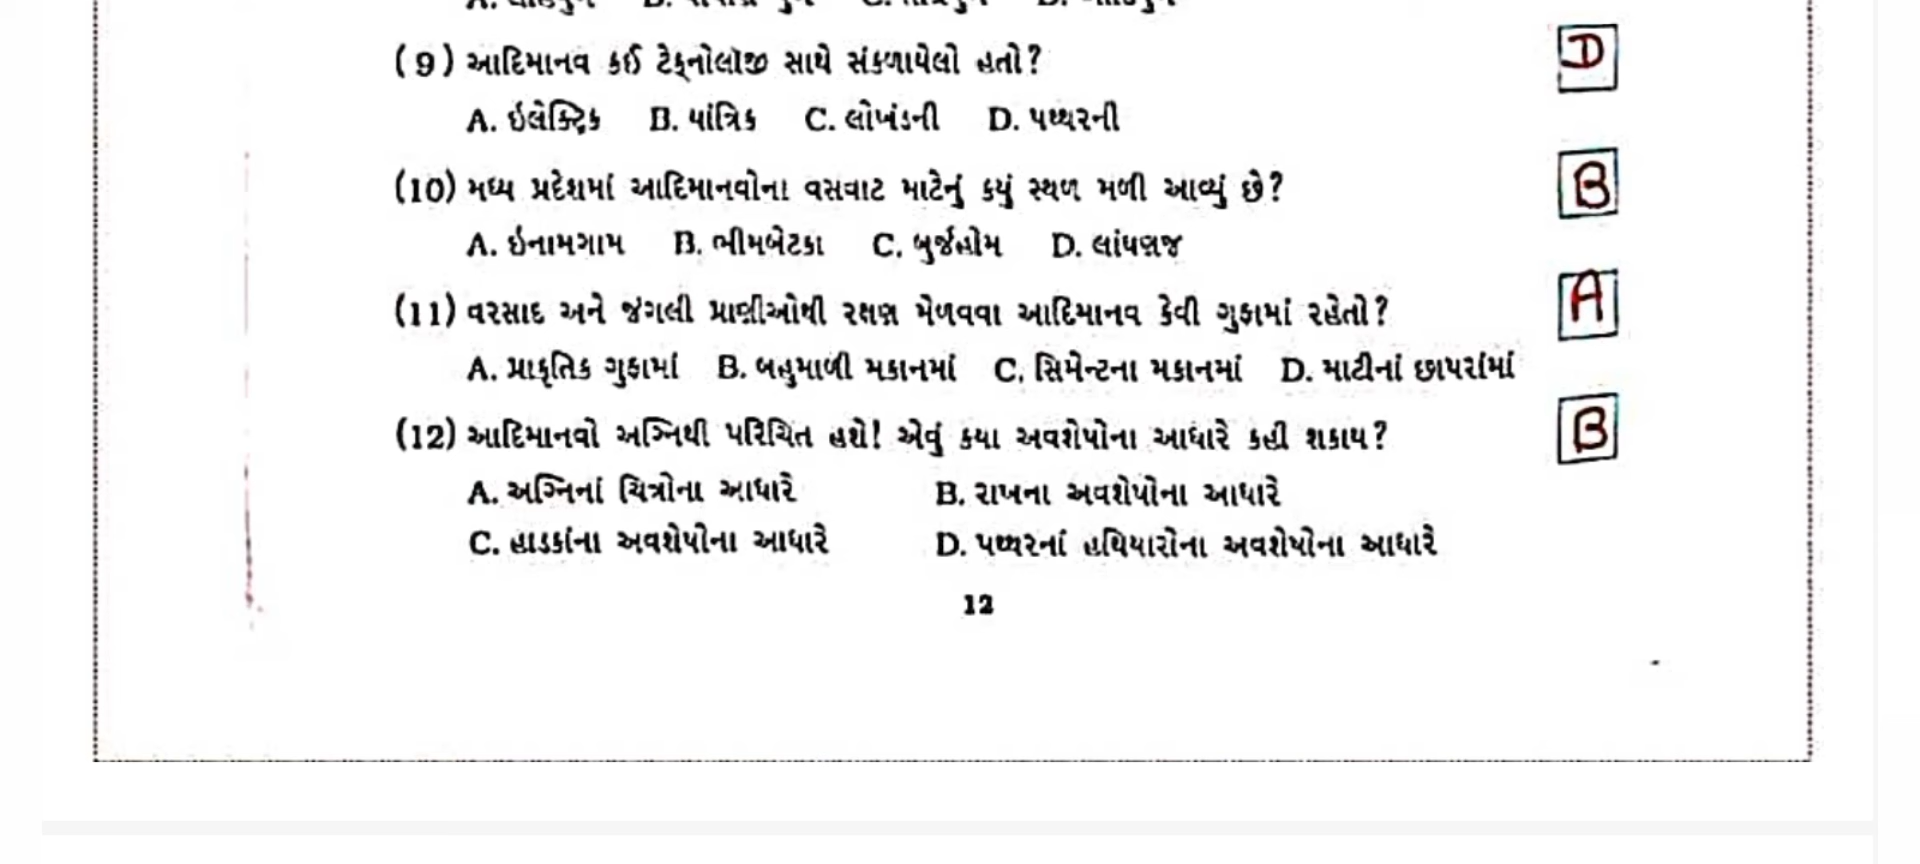 (9) આદિમાનવ કઈ ટેક્નોલૉજી સાથે સંકળાયેલો હતો? D
A. ઇલેક્ટ્રિક B. યાંત્રિક C. લોખંડની D. પથ્થરની
(10) મધ્ય પ્રદેશમાં આદિમાનવોના વસવાટ માટેનું કયું સ્થળ મળી આવ્યું છે? B
A. ઇનામગામ B. ભીમબેટકા C. બુર્જહોમ D. લાંઘણજ
(11) વરસાદ અને જંગલી પ્રાણીઓથી રક્ષણ મેળવવા આદિમાનવ કેવી ગુફામાં રહેતો? A
A. પ્રાકૃતિક ગુફામાં B. બહુમાળી મકાનમાં C. સિમેન્ટના મકાનમાં D. માટીનાં છાપરાંમાં
(12) આદિમાનવો અગ્નિથી પરિચિત હશે! એવું કયા અવશેષોના આધારે કહી શકાય? B
A. અગ્નિનાં ચિત્રોના આધારે B. રાખના અવશેષોના આધારે
C. હાડકાંના અવશેષોના આધારે D. પથ્થરનાં હથિયારોના અવશેષોના આધારે
12